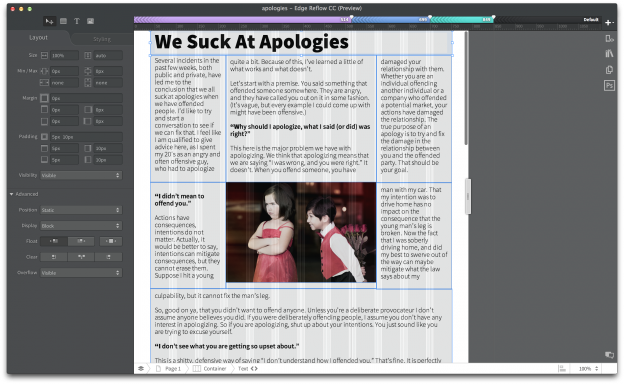 apologies – Edge Reflow CC (Preview)
Layout
Styling
Default
Size
100%
auto
Min / Max
0px
0px
none
none
Margin
0px
0px
0px
0px
0px
Padding
5px 10px
5px
10px
5px
10px
Visibility
Visible
Advanced
Position
Static
Display
Block
Float
Clear
Overflow
Visible
We Suck At Apologies
Several incidents in the
past few weeks, both
public and private, have
led me to the
conclusion that we all
suck at apologies when
we have offended
people. I'd like to try
and start a
conversation to see if
we can fix that. I feel like
I am qualified to give
advice here, as I spent
my 20's as an angry and
often offensive guy,
who had to apologize
quite a bit. Because of this, I've learned a little of
what works and what doesn't.
Let's start with a premise. You said something that
offended someone somewhere. They are angry,
and they have called you out on it in some fashion.
(It's vague, but every example I could come up with
might have been offensive.)
"Why should I apologize, what I said (or did) was
right?"
This here is the major problem we have with
apologizing. We think that apologizing means that
we are saying "I was wrong, and you were right." It
doesn't. When you offend someone, you have
damaged your
relationship with them.
Whether you are an
individual offending
another individual or a
company who offended
a potential market, your
actions have damaged
the relationship. The
true purpose of an
apology is to try and fix
the damage in the
relationship between
you and the offended
party. That should be
your goal.
"I didn't mean to
offend you."
Actions have
consequences,
intentions do not
matter. Actually, it
would be better to say,
intentions can mitigate
consequences, but they
cannot erase them.
Suppose I hit a young
man with my car. That
my intention was to
drive home has no
impact on the
consequence that the
young man's leg is
broken. Now the fact
that I was soberly
driving home, and did
my best to swerve out of
the way can maybe
mitigate what the law
says about my
culpability, but it cannot fix the man's leg.
So, good on ya, that you didn't want to offend anyone. Unless you're a deliberate provocateur I don't
assume anyone believes you did. If you were deliberately offending people, I assume you don't have any
interest in apologizing. So If you are apologizing, shut up about your intentions. You just sound like you
are trying to excuse yourself.
"I don't see what you are getting so upset about."
This is a shitty, defensive way of saying "I don't understand how I offended you." That's fine. It is perfectly
Page 1
Container
Text
100%